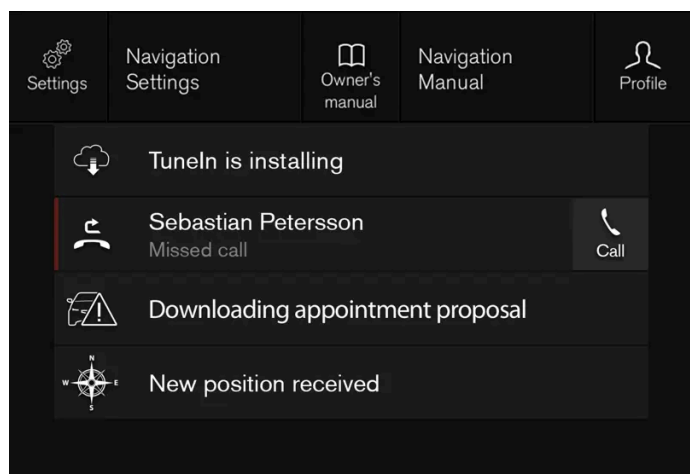 Settings
Navigation
Settings
Owner's
manual
Navigation
Manual
Profile
TuneIn is installing
Sebastian Petersson
Missed call
Call
Downloading appointment proposal
N
W
E
S
New position received